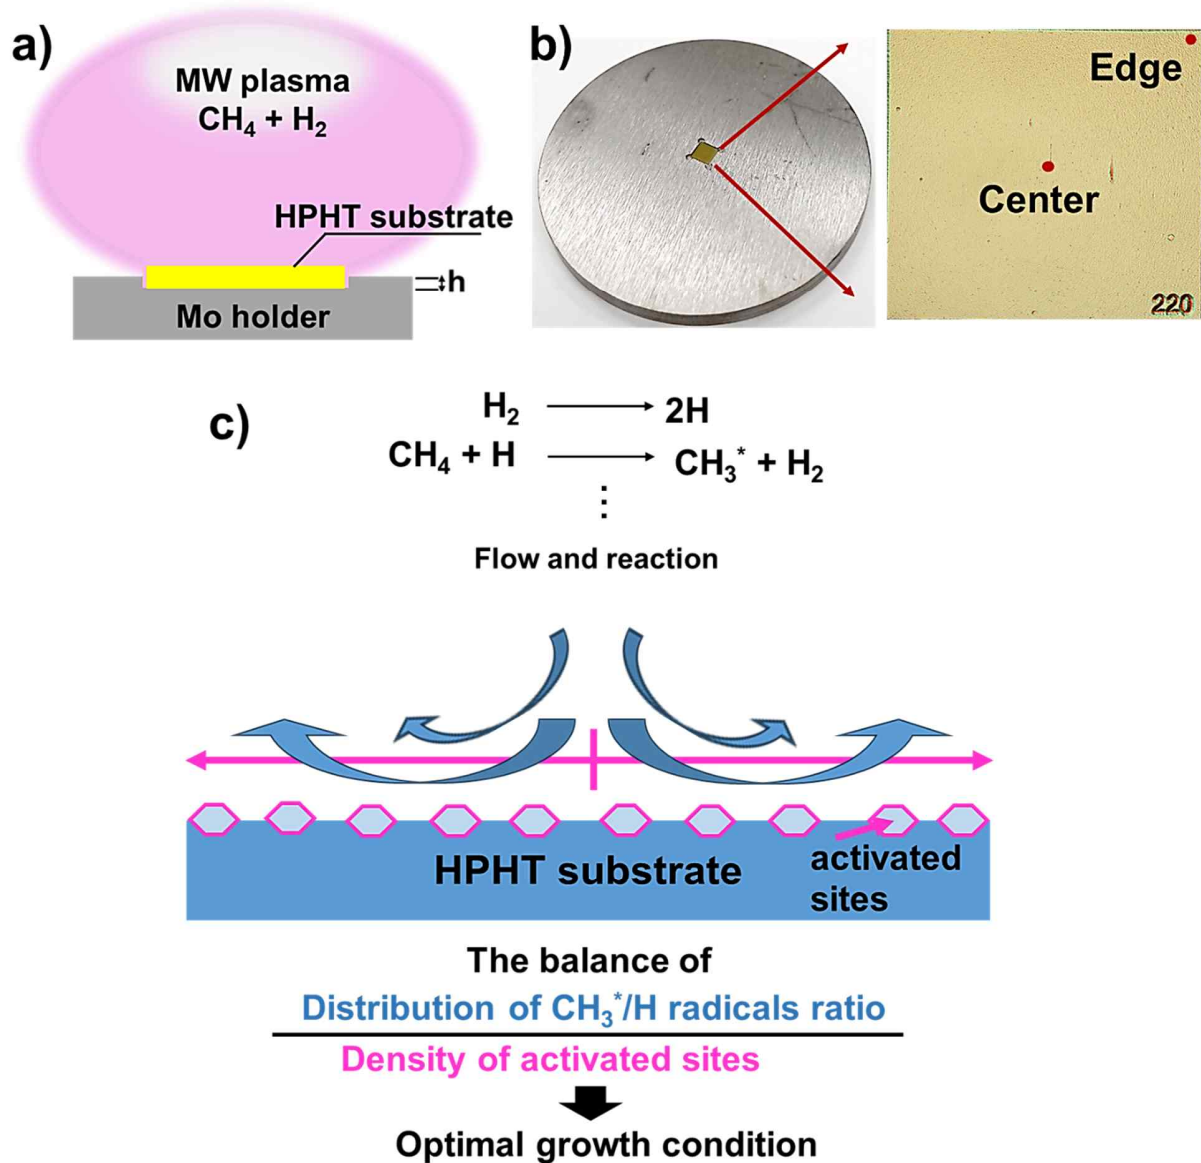 a)
MW plasma
CH₄ + H₂
HPHT substrate
h
Mo holder
b)
Edge
Center
220
c)
H₂ → 2H
CH₄ + H → CH₃* + H₂
⋮
Flow and reaction
activated
sites
HPHT substrate
The balance of
Distribution of CH₃*/H radicals ratio
Density of activated sites
Optimal growth condition